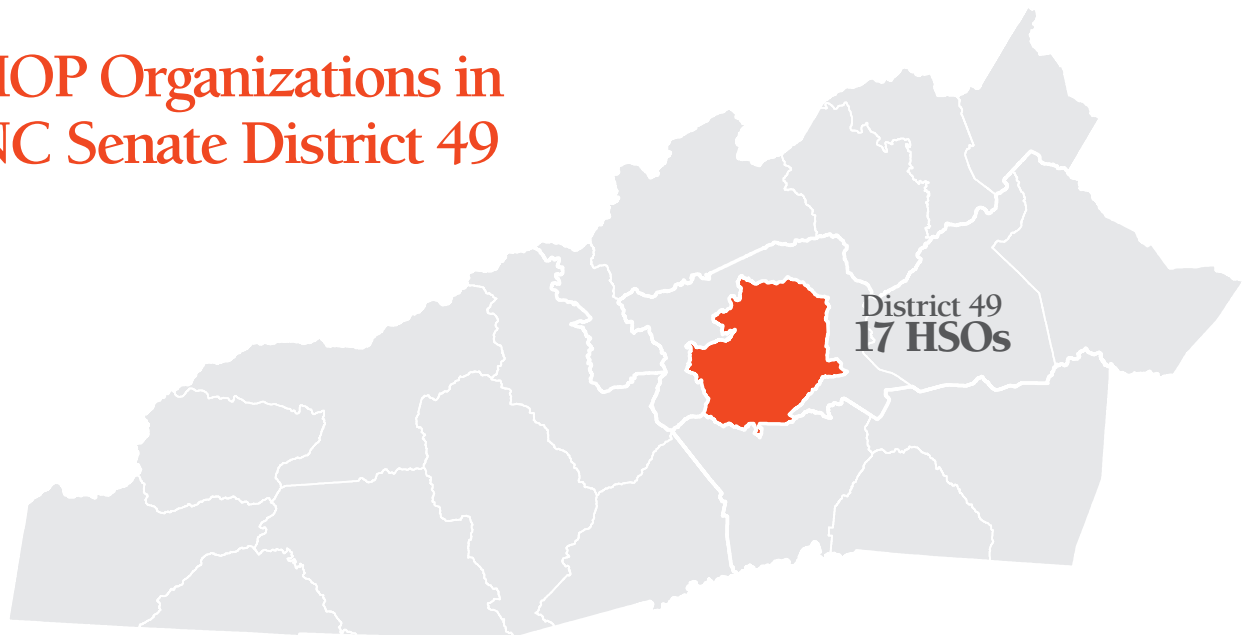 HOP Organizations in
NC Senate District 49
District 49
17 HSOs